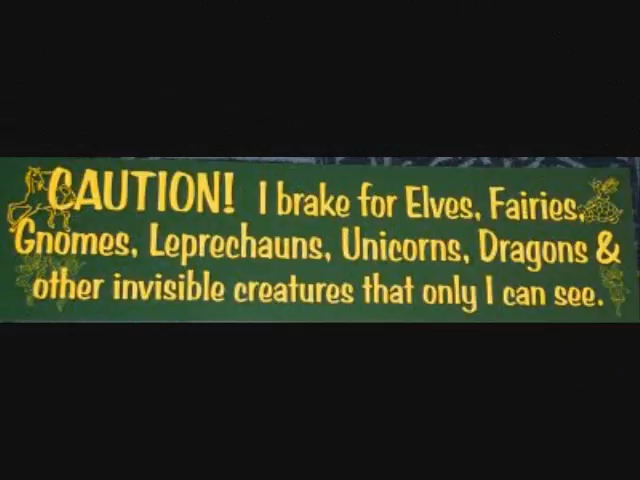 CAUTION! I brake for Elves, Fairies,
Gnomes, Leprechauns, Unicorns, Dragons &
other invisible creatures that only I can see.